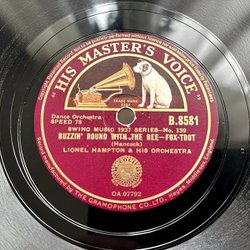 "HIS MASTER'S VOICE"
TRADE MARK
Dance Orchestra
SPEED 78
B.8581
SWING MUSIC 1937 SERIES—No. 139
BUZZIN' ROUND WITH THE BEE—FOX-TROT
(Hancock)
LIONEL HAMPTON & HIS ORCHESTRA
OA 07792
THE GRAMOPHONE CO. LTD.